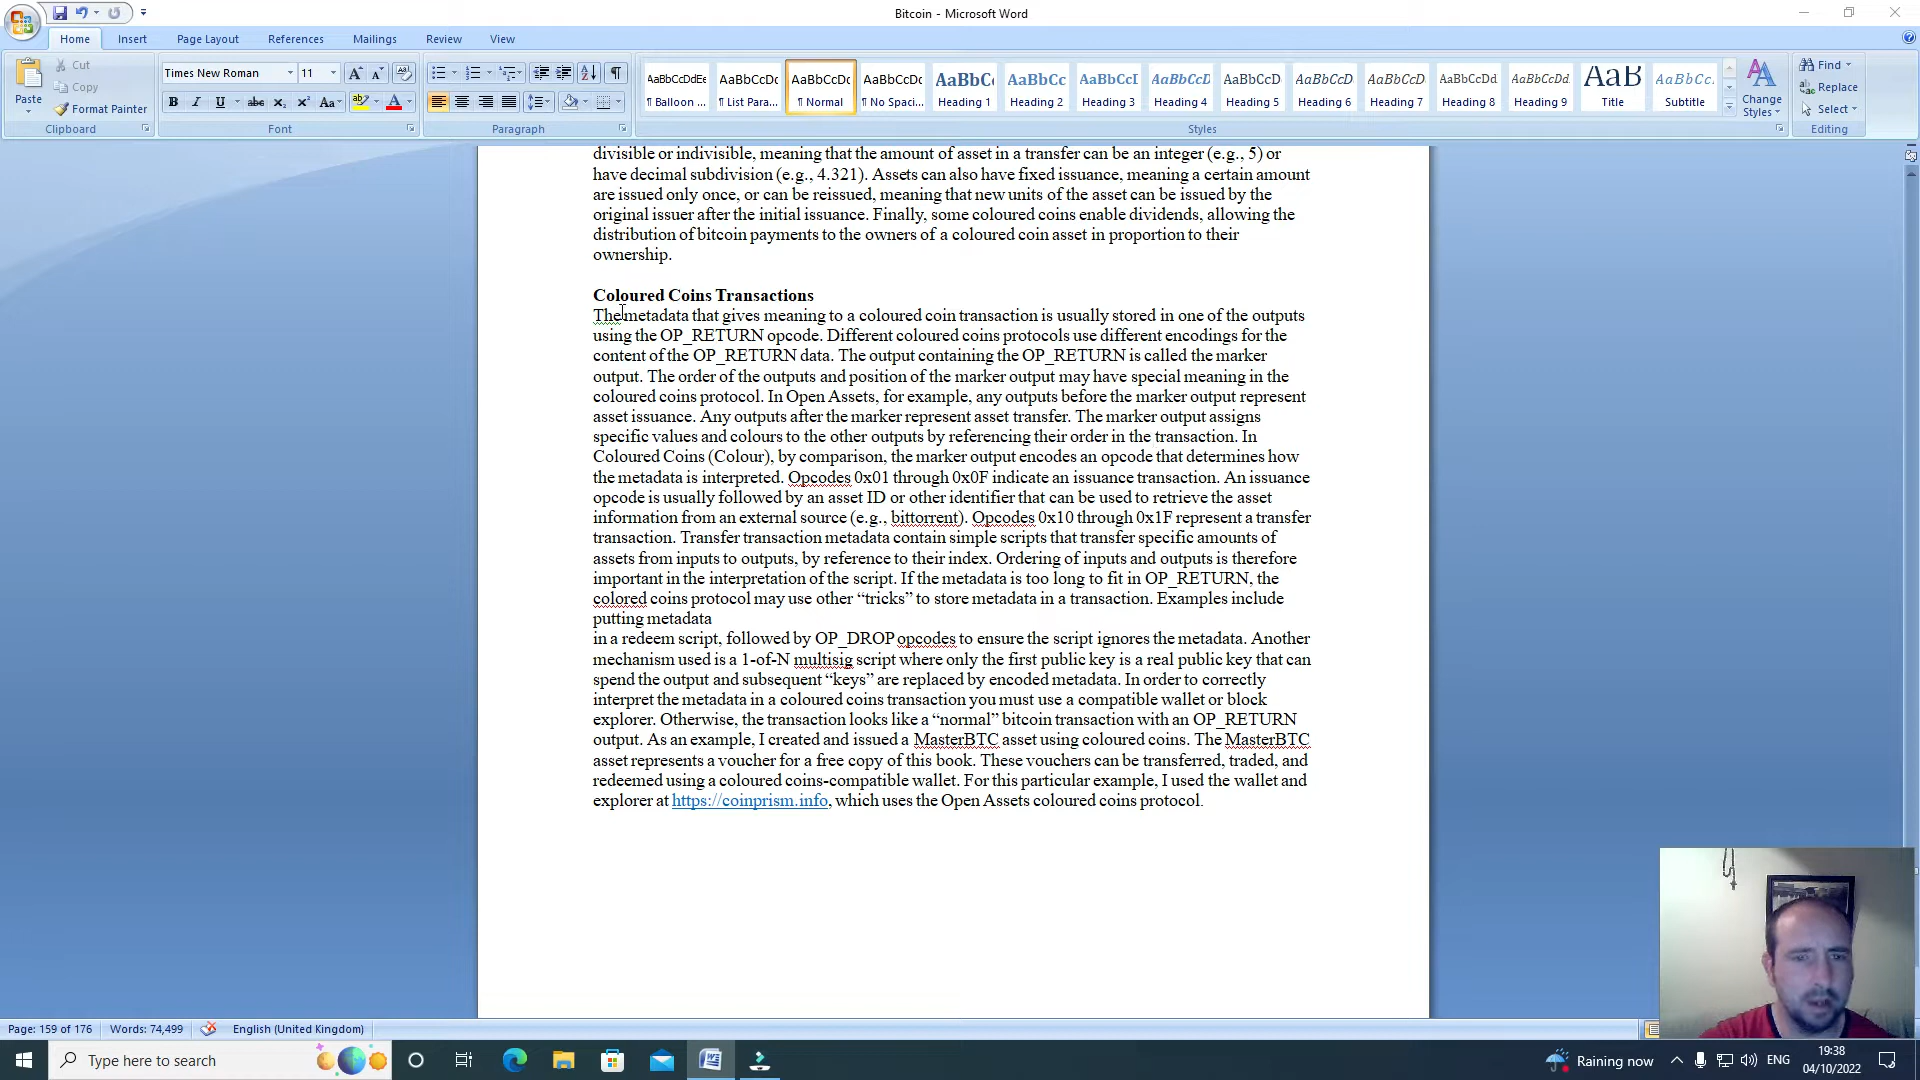 Bitcoin - Microsoft Word
Home Insert Page Layout References Mailings Review View
Paste
Cut
Copy
Format Painter
Clipboard
Times New Roman 11
B I U abc X₂ X² Aa A
Font
Paragraph
AaBbCcDdEe AaBbCcDc AaBbCcDc AaBbCcDc AaBbC AaBbCc AaBbCcI AaBbCcD AaBbCcD AaBbCcD AaBbCcD AaBbCcDd AaBbCcDd. AaB AaBbCc.
¶ Balloon ... ¶ List Para... ¶ Normal ¶ No Spaci... Heading 1 Heading 2 Heading 3 Heading 4 Heading 5 Heading 6 Heading 7 Heading 8 Heading 9 Title Subtitle
Change Styles
Styles
Find
Replace
Select
Editing
divisible or indivisible, meaning that the amount of asset in a transfer can be an integer (e.g., 5) or
have decimal subdivision (e.g., 4.321). Assets can also have fixed issuance, meaning a certain amount
are issued only once, or can be reissued, meaning that new units of the asset can be issued by the
original issuer after the initial issuance. Finally, some coloured coins enable dividends, allowing the
distribution of bitcoin payments to the owners of a coloured coin asset in proportion to their
ownership.
Coloured Coins Transactions
The metadata that gives meaning to a coloured coin transaction is usually stored in one of the outputs
using the OP_RETURN opcode. Different coloured coins protocols use different encodings for the
content of the OP_RETURN data. The output containing the OP_RETURN is called the marker
output. The order of the outputs and position of the marker output may have special meaning in the
coloured coins protocol. In Open Assets, for example, any outputs before the marker output represent
asset issuance. Any outputs after the marker represent asset transfer. The marker output assigns
specific values and colours to the other outputs by referencing their order in the transaction. In
Coloured Coins (Colour), by comparison, the marker output encodes an opcode that determines how
the metadata is interpreted. Opcodes 0x01 through 0x0F indicate an issuance transaction. An issuance
opcode is usually followed by an asset ID or other identifier that can be used to retrieve the asset
information from an external source (e.g., bittorrent). Opcodes 0x10 through 0x1F represent a transfer
transaction. Transfer transaction metadata contain simple scripts that transfer specific amounts of
assets from inputs to outputs, by reference to their index. Ordering of inputs and outputs is therefore
important in the interpretation of the script. If the metadata is too long to fit in OP_RETURN, the
colored coins protocol may use other “tricks” to store metadata in a transaction. Examples include
putting metadata
in a redeem script, followed by OP_DROP opcodes to ensure the script ignores the metadata. Another
mechanism used is a 1-of-N multisig script where only the first public key is a real public key that can
spend the output and subsequent “keys” are replaced by encoded metadata. In order to correctly
interpret the metadata in a coloured coins transaction you must use a compatible wallet or block
explorer. Otherwise, the transaction looks like a “normal” bitcoin transaction with an OP_RETURN
output. As an example, I created and issued a MasterBTC asset using coloured coins. The MasterBTC
asset represents a voucher for a free copy of this book. These vouchers can be transferred, traded, and
redeemed using a coloured coins-compatible wallet. For this particular example, I used the wallet and
explorer at https://coinprism.info, which uses the Open Assets coloured coins protocol.
Page: 159 of 176 Words: 74,499 English (United Kingdom)
Type here to search
Raining now ENG 19:38
04/10/2022